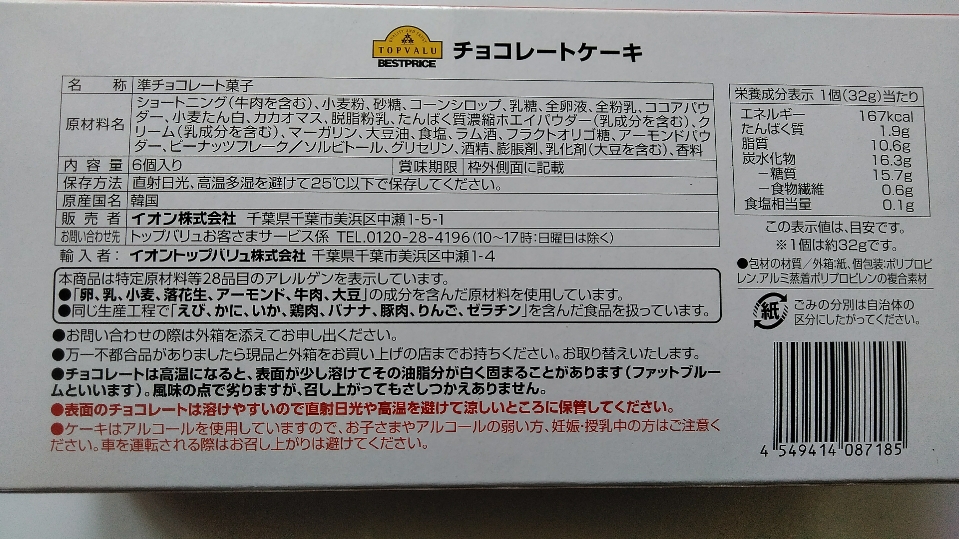 QUALITY AND TRUST
TOPVALU
BESTPRICE
チョコレートケーキ
名 称 準チョコレート菓子
原材料名 ショートニング(牛肉を含む)、小麦粉、砂糖、コーンシロップ、乳糖、全卵液、全粉乳、ココアパウ
ダー、小麦たん白、カカオマス、脱脂粉乳、たんぱく質濃縮ホエイパウダー(乳成分を含む)、ク
リーム(乳成分を含む)、マーガリン、大豆油、食塩、ラム酒、フラクトオリゴ糖、アーモンドパウ
ダー、ピーナッツフレーク/ソルビトール、グリセリン、酒精、膨脹剤、乳化剤(大豆を含む)、香料
内 容 量 6個入り 賞味期限 枠外側面に記載
保存方法 直射日光、高温多湿を避けて25℃以下で保存してください。
原産国名 韓国
販 売 者 イオン株式会社 千葉県千葉市美浜区中瀬1-5-1
お問い合わせ先 トップバリュお客さまサービス係 TEL.0120-28-4196(10~17時:日曜日は除く)
輸 入 者: イオントップバリュ株式会社 千葉県千葉市美浜区中瀬1-4
本商品は特定原材料等28品目のアレルゲンを表示しています。
●「卵、乳、小麦、落花生、アーモンド、牛肉、大豆」の成分を含んだ原材料を使用しています。
●同じ生産工程で「えび、かに、いか、鶏肉、バナナ、豚肉、りんご、ゼラチン」を含んだ食品を扱っています。
●お問い合わせの際は外箱を添えてお申し出ください。
●万一不都合品がありましたら現品と外箱をお買い上げの店までお持ちください。お取り替えいたします。
●チョコレートは高温になると、表面が少し溶けてその油脂分が白く固まることがあります(ファットブルー
ムといいます)。風味の点で劣りますが、召し上がってもさしつかえありません。
●表面のチョコレートは溶けやすいので直射日光や高温を避けて涼しいところに保管してください。
●ケーキはアルコールを使用していますので、お子さまやアルコールの弱い方、妊娠・授乳中の方はご注意く
ださい。車を運転される際はお召し上がりは避けてください。
栄養成分表示 1個(32g)当たり
エネルギー 167kcal
たんぱく質 1.9g
脂質 10.6g
炭水化物 16.3g
-糖質 15.7g
-食物繊維 0.6g
食塩相当量 0.1g
この表示値は、目安です。
※1個は約32gです。
●包材の材質/外箱:紙、個包装:ポリプロピ
レン、アルミ蒸着ポリプロピレンの複合素材
紙 ごみの分別は自治体の
区分にしたがってください。
4 549414 087185